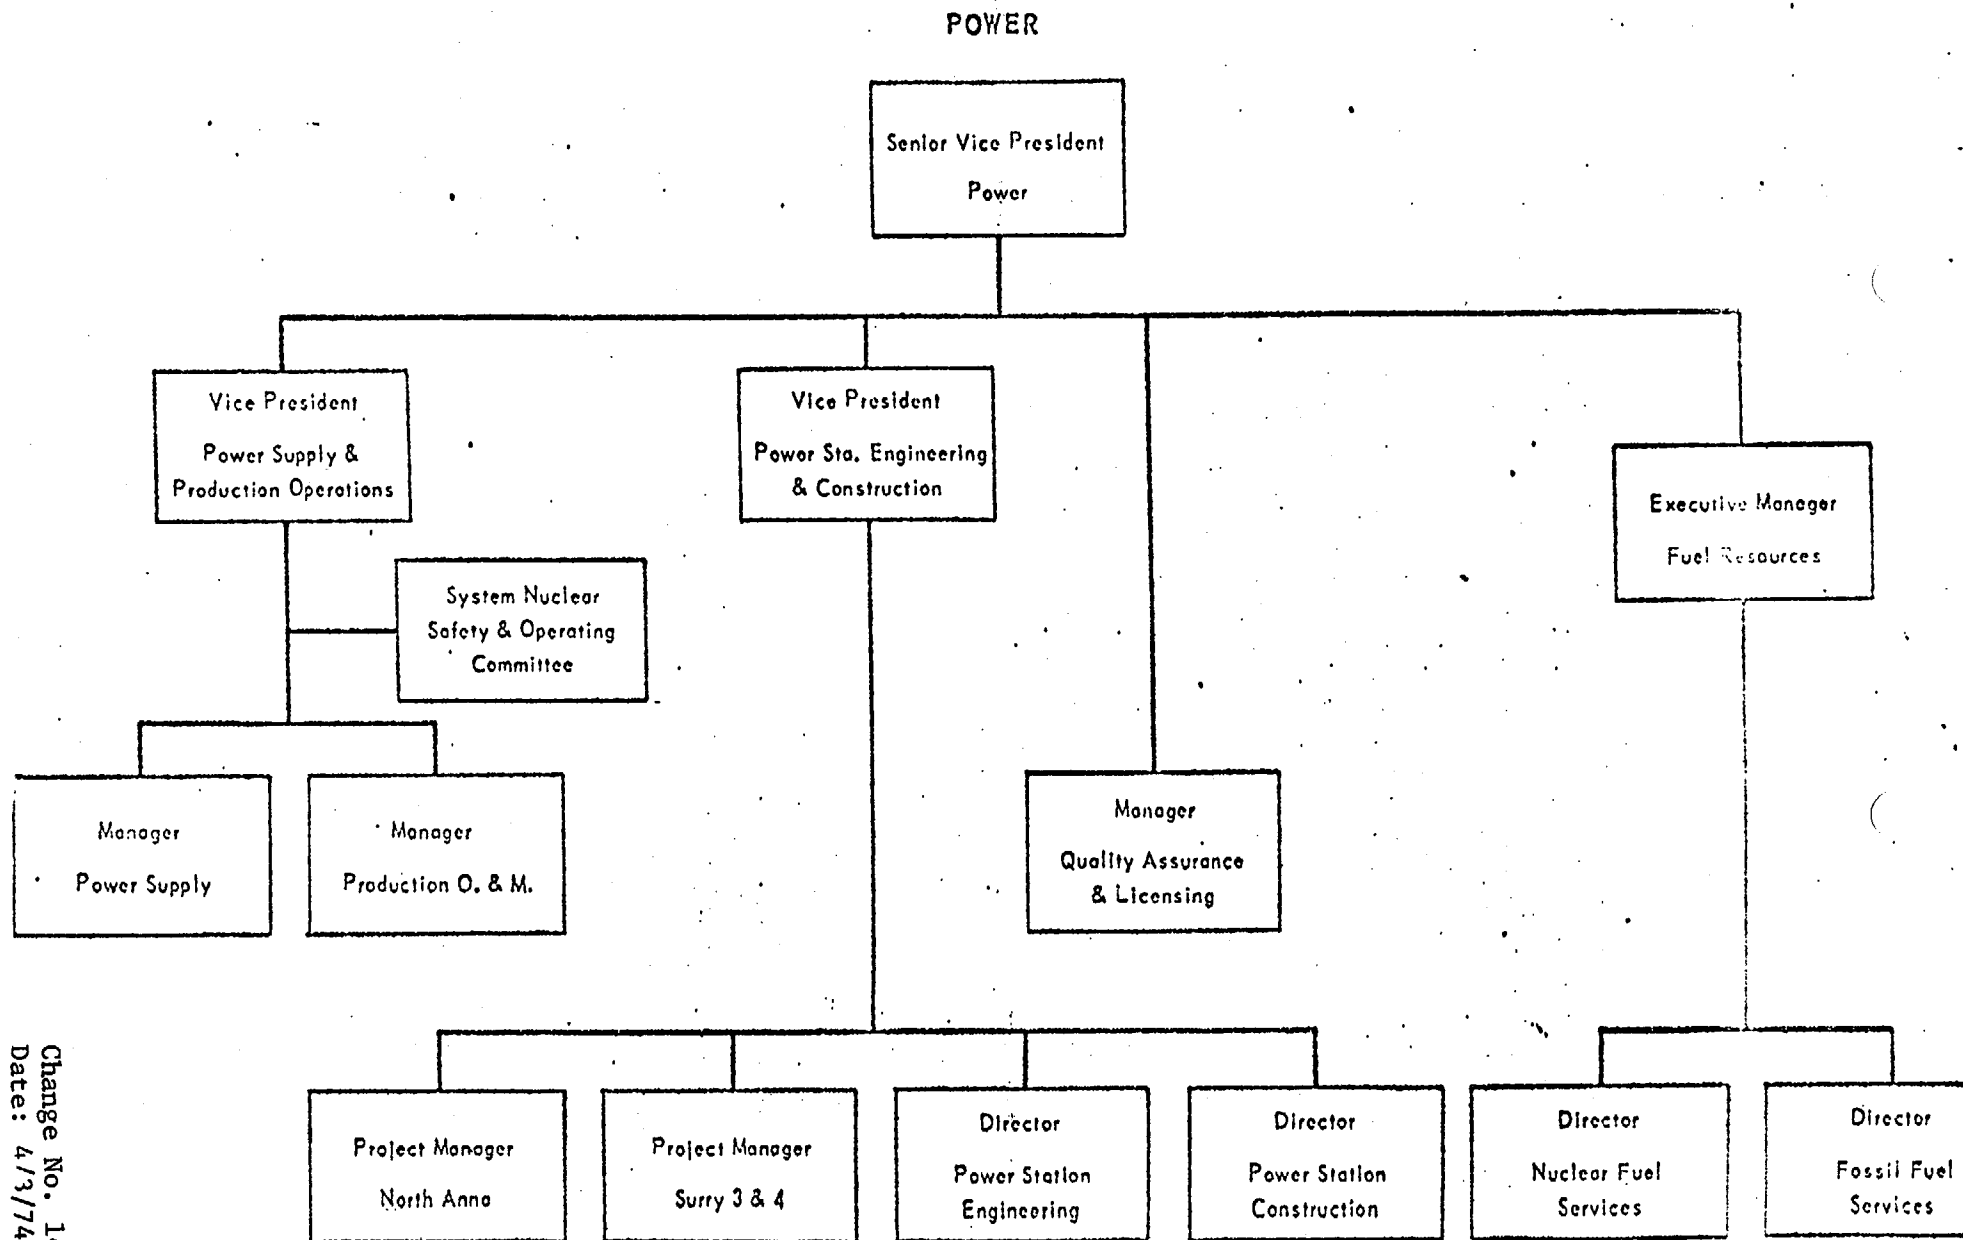 POWER
Senior Vice President
Power
Vice President
Power Supply &
Production Operations
Vice President
Power Sta. Engineering
& Construction
Executive Manager
Fuel Resources
System Nuclear
Safety & Operating
Committee
Manager
Power Supply
Manager
Production O. & M.
Manager
Quality Assurance
& Licensing
Project Manager
North Anna
Project Manager
Surry 3 & 4
Director
Power Station
Engineering
Director
Power Station
Construction
Director
Nuclear Fuel
Services
Director
Fossil Fuel
Services
Change No.
Date: 4/3/74